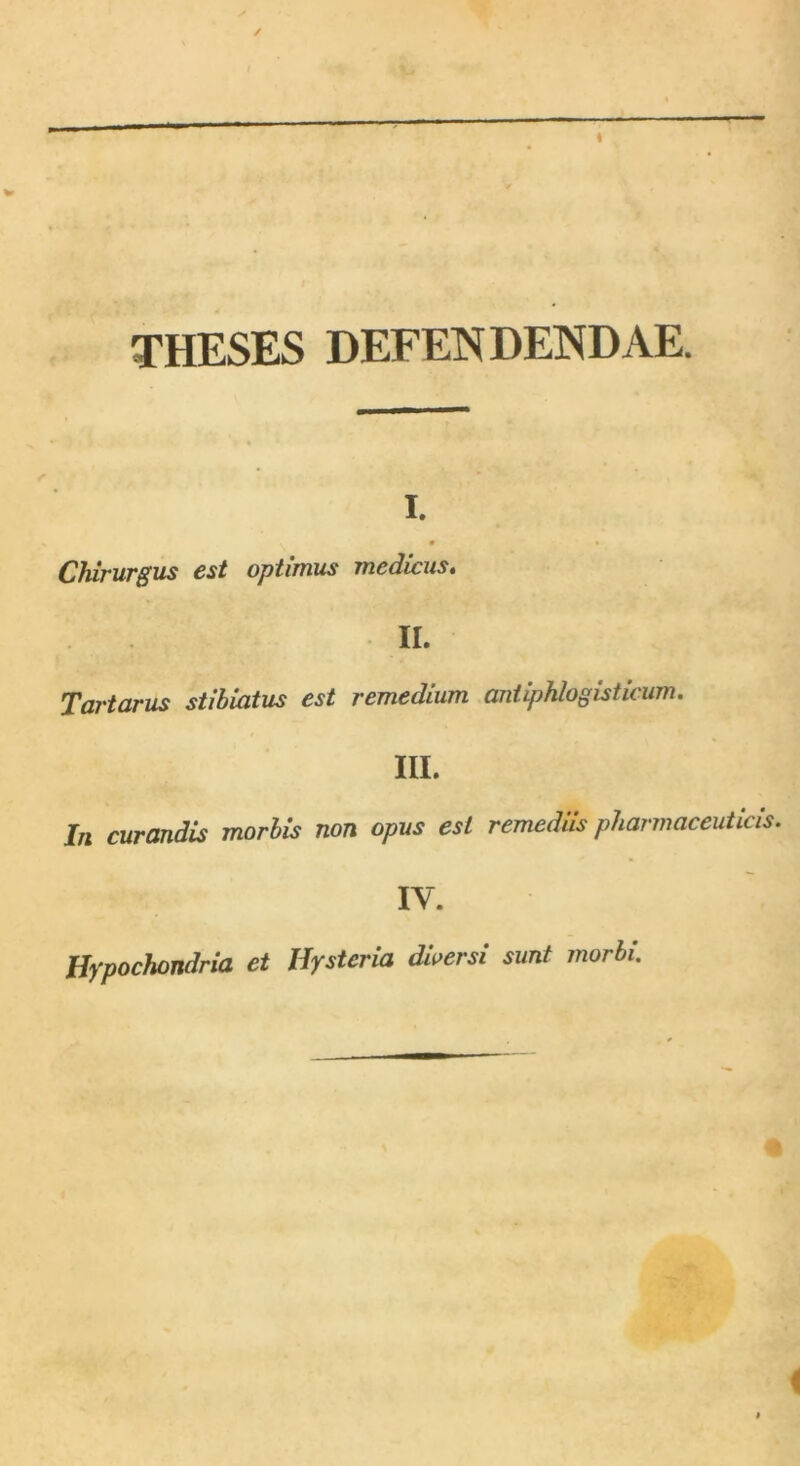 THESES DEFENDENDAE.
I.
Chirurgus est optimus medicus.
II.
Tartarus stibiatus est remedium antiphlogisticum.
III.
In curandis morbis non opus est remediis pharmaceuticis.
IV.
Hypochondria et Hysteria diversi sunt morbi.